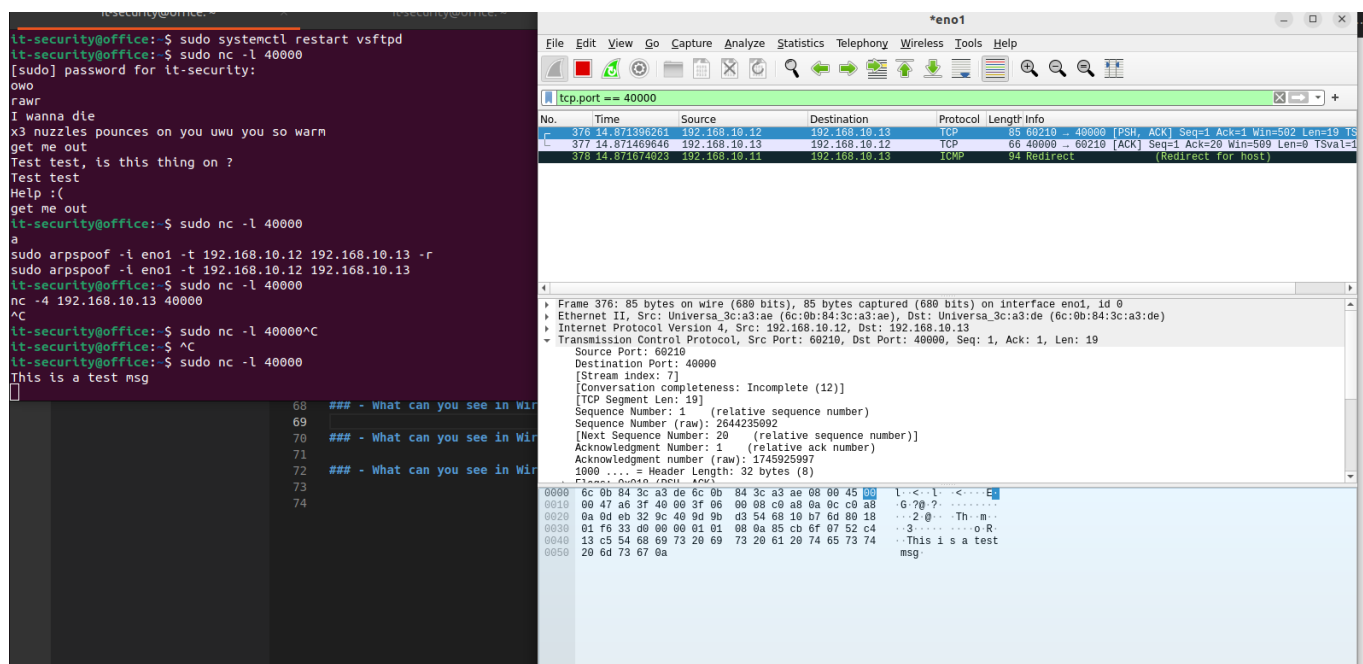 it-security@office: ~
it-security@office: ~
it-security@office:~$ sudo systemctl restart vsftpd
it-security@office:~$ sudo nc -l 40000
[sudo] password for it-security:
owo
rawr
I wanna die
x3 nuzzles pounces on you uwu you so warm
get me out
Test test, is this thing on ?
Test test
Help :(
get me out
it-security@office:~$ sudo nc -l 40000
a
sudo arpspoof -i eno1 -t 192.168.10.12 192.168.10.13 -r
sudo arpspoof -i eno1 -t 192.168.10.12 192.168.10.13
it-security@office:~$ sudo nc -l 40000
nc -4 192.168.10.13 40000
^C
it-security@office:~$ sudo nc -l 40000^C
it-security@office:~$ ^C
it-security@office:~$ sudo nc -l 40000
This is a test msg
68 ### - What can you see in Wir
69
70 ### - What can you see in Wir
71
72 ### - What can you see in Wir
73
74
*eno1
File Edit View Go Capture Analyze Statistics Telephony Wireless Tools Help
tcp.port == 40000
No. Time Source Destination Protocol Length Info
376 14.871396261 192.168.10.12 192.168.10.13 TCP 85 60210 → 40000 [PSH, ACK] Seq=1 Ack=1 Win=502 Len=19 TS
377 14.871469646 192.168.10.13 192.168.10.12 TCP 66 40000 → 60210 [ACK] Seq=1 Ack=20 Win=509 Len=0 TSval=1
378 14.871674023 192.168.10.11 192.168.10.13 ICMP 94 Redirect (Redirect for host)
Frame 376: 85 bytes on wire (680 bits), 85 bytes captured (680 bits) on interface eno1, id 0
Ethernet II, Src: Universa_3c:a3:ae (6c:0b:84:3c:a3:ae), Dst: Universa_3c:a3:de (6c:0b:84:3c:a3:de)
Internet Protocol Version 4, Src: 192.168.10.12, Dst: 192.168.10.13
Transmission Control Protocol, Src Port: 60210, Dst Port: 40000, Seq: 1, Ack: 1, Len: 19
Source Port: 60210
Destination Port: 40000
[Stream index: 7]
[Conversation completeness: Incomplete (12)]
[TCP Segment Len: 19]
Sequence Number: 1 (relative sequence number)
Sequence Number (raw): 2644235092
[Next Sequence Number: 20 (relative sequence number)]
Acknowledgment Number: 1 (relative ack number)
Acknowledgment number (raw): 1745925997
1000 .... = Header Length: 32 bytes (8)
Flags: 0x018 (PSH, ACK)
0000 6c 0b 84 3c a3 de 6c 0b 84 3c a3 ae 08 00 45 00 l··<··l· ·<····E·
0010 00 47 a6 3f 40 00 3f 06 00 08 c0 a8 0a 0c c0 a8 ·G·?@·?· ········
0020 0a 0d eb 32 9c 40 9d 9b d3 54 68 10 b7 6d 80 18 ···2·@·· ·Th··m··
0030 01 f6 33 d0 00 00 01 01 08 0a 85 cb 6f 07 52 c4 ··3····· ····o·R·
0040 13 c5 54 68 69 73 20 69 73 20 61 20 74 65 73 74 ··This i s a test
0050 20 6d 73 67 0a msg·